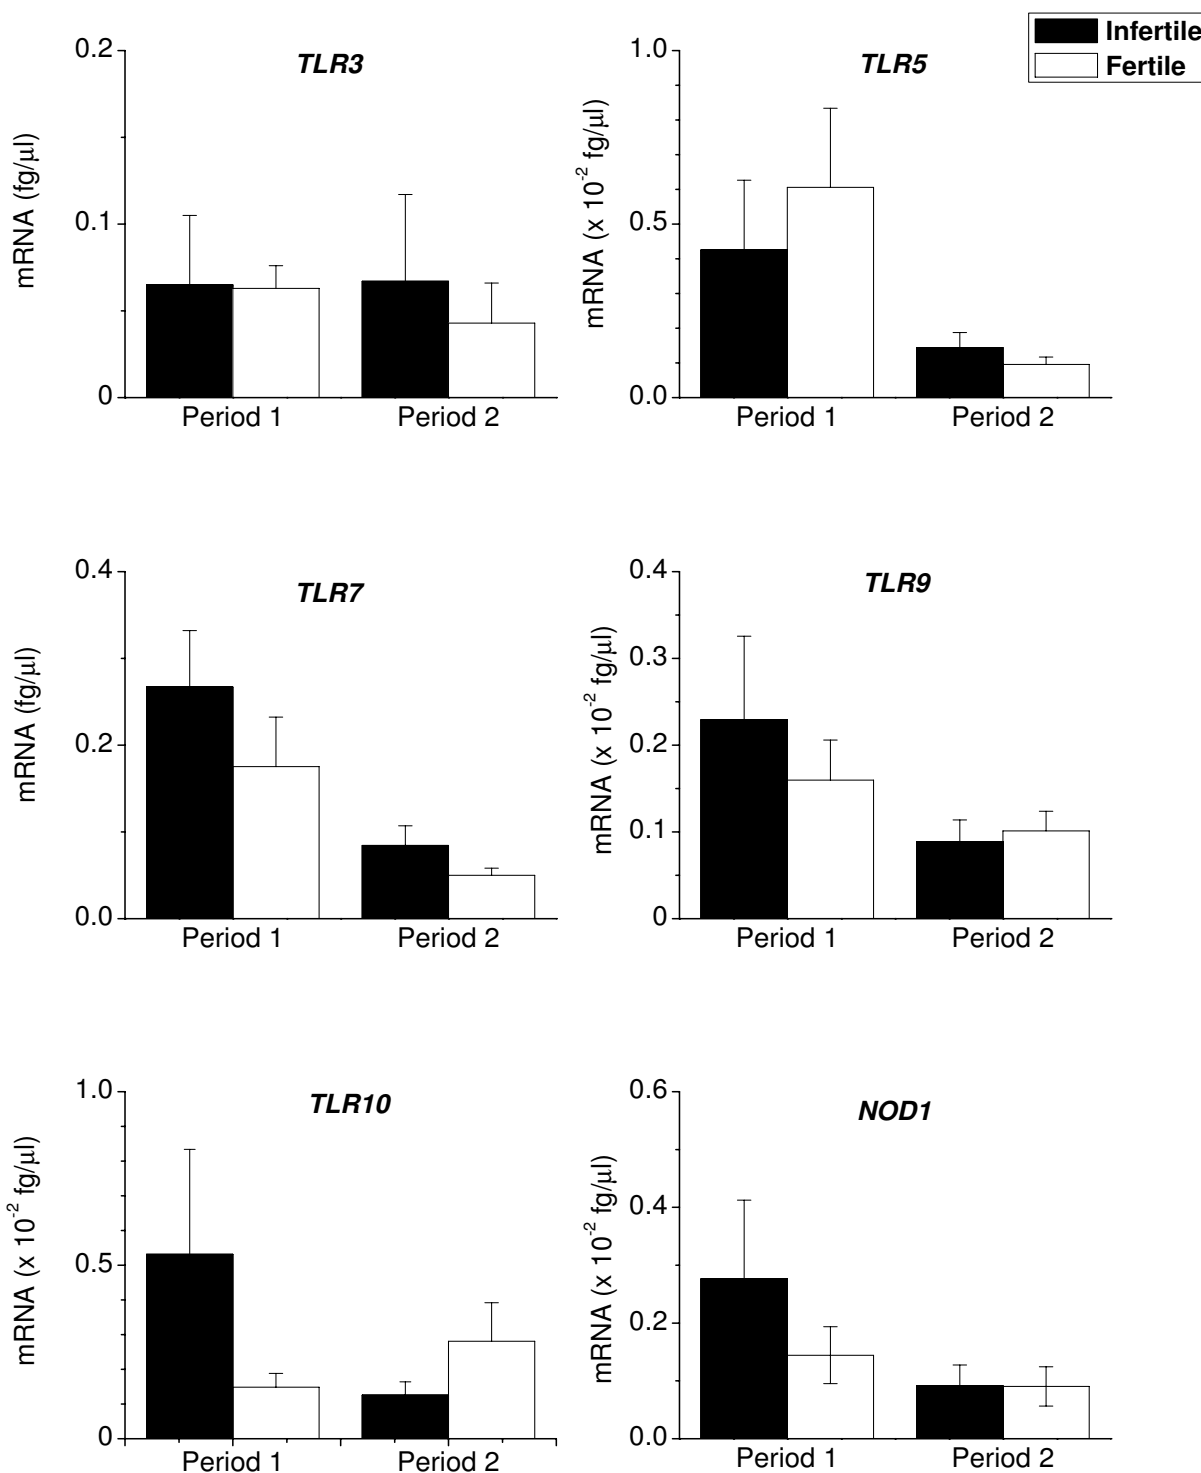 Infertile
Fertile
TLR3
mRNA (fg/μl)
0.2
0.1
0
Period 1 Period 2
TLR5
mRNA (x 10⁻² fg/μl)
1.0
0.5
0.0
Period 1 Period 2
TLR7
mRNA (fg/μl)
0.4
0.2
0.0
Period 1 Period 2
TLR9
mRNA (x 10⁻² fg/μl)
0.4
0.3
0.2
0.1
0
Period 1 Period 2
TLR10
mRNA (x 10⁻² fg/μl)
1.0
0.5
0
Period 1 Period 2
NOD1
mRNA (x 10⁻² fg/μl)
0.6
0.4
0.2
0.0
Period 1 Period 2